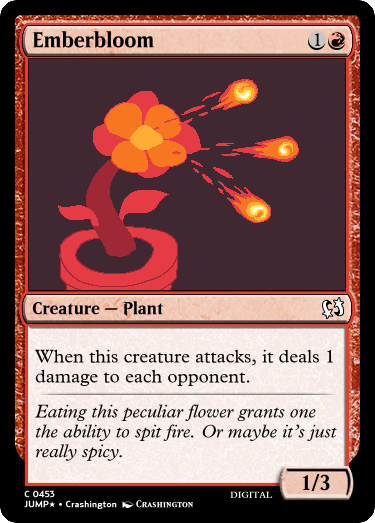 Emberbloom 1
Creature — Plant
When this creature attacks, it deals 1
damage to each opponent.
Eating this peculiar flower grants one
the ability to spit fire. Or maybe it's just
really spicy.
1/3
C 0453
JUMP★ • Crashington CRASHINGTON DIGITAL